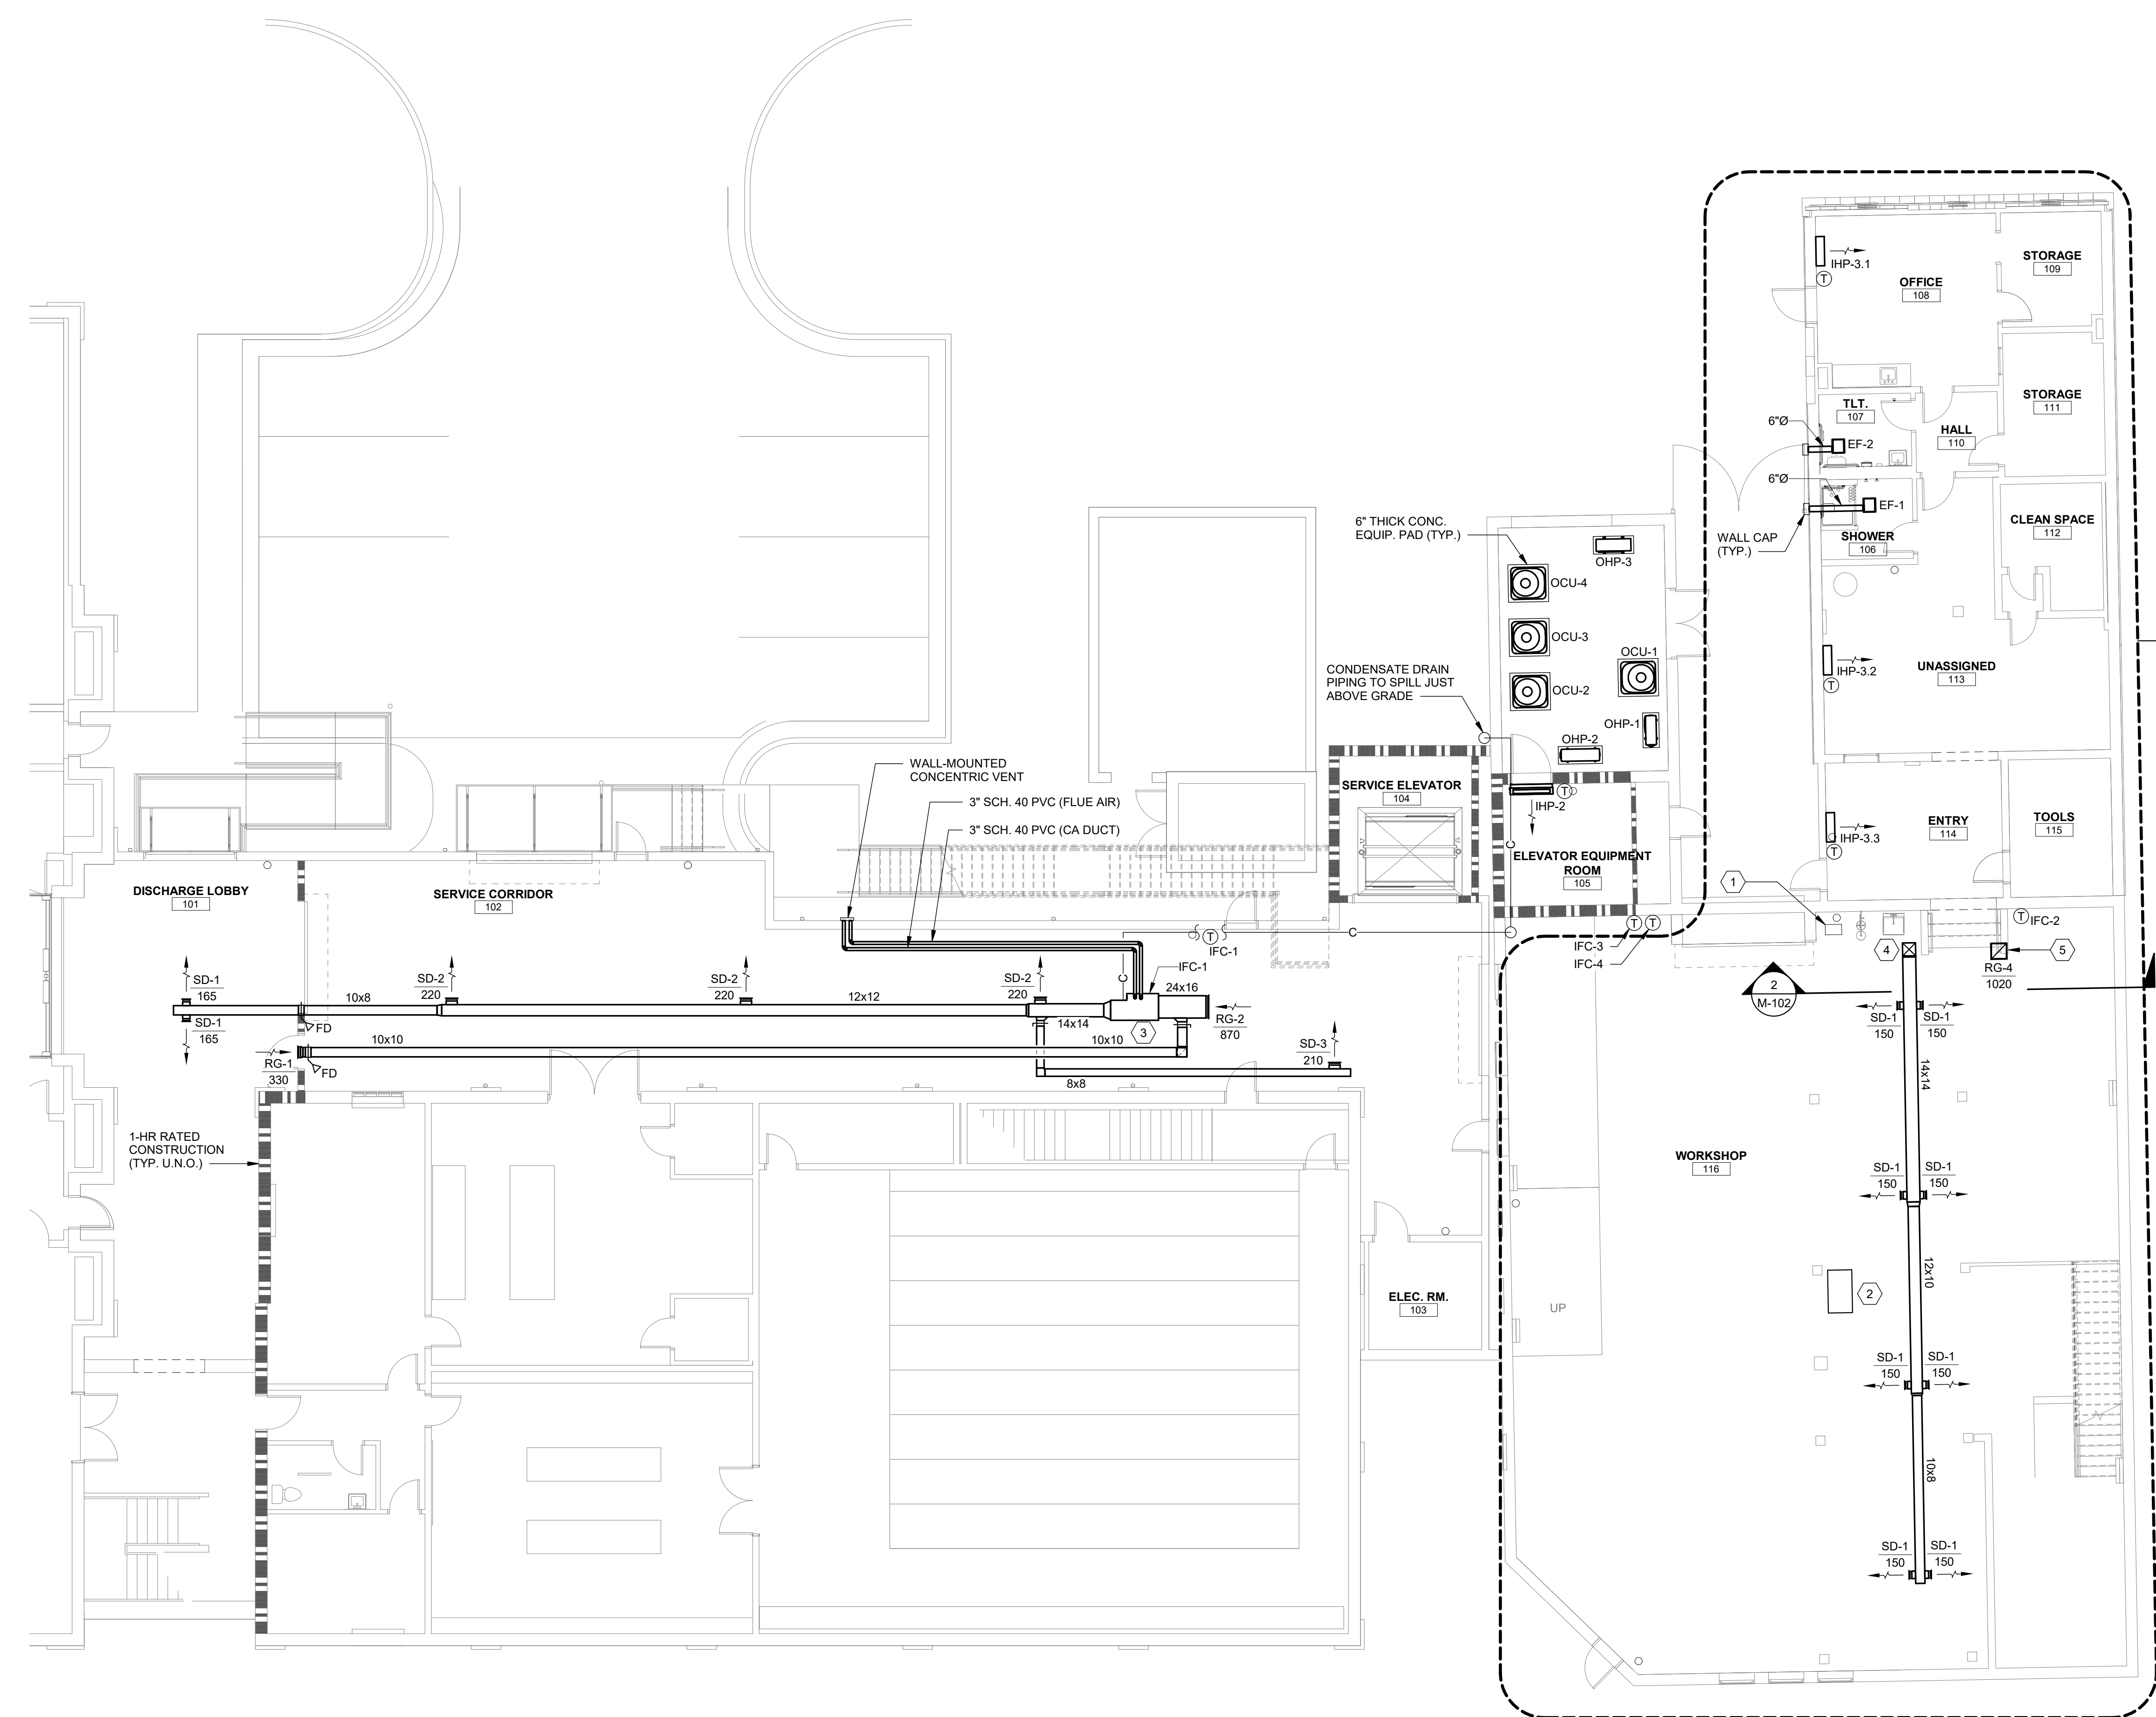 IHP-3.1
T
OFFICE
108
STORAGE
109
STORAGE
111
TLT.
107
HALL
110
6"Ø
EF-2
6"Ø
EF-1
WALL CAP
(TYP.)
SHOWER
106
CLEAN SPACE
112
6" THICK CONC.
EQUIP. PAD (TYP.)
OHP-3
OCU-4
OCU-3
OCU-2
OCU-1
OHP-1
OHP-2
CONDENSATE DRAIN
PIPING TO SPILL JUST
ABOVE GRADE
IHP-3.2
T
UNASSIGNED
113
WALL-MOUNTED
CONCENTRIC VENT
3" SCH. 40 PVC (FLUE AIR)
3" SCH. 40 PVC (CA DUCT)
SERVICE ELEVATOR
104
T
IHP-2
C
ELEVATOR EQUIPMENT
ROOM
105
IHP-3.3
T
ENTRY
114
TOOLS
115
DISCHARGE LOBBY
101
SERVICE CORRIDOR
102
1
T
IFC-1
C
T
T
IFC-3
IFC-4
T
IFC-2
4
5
RG-4
1020
2
M-102
SD-1
165
SD-1
165
10x8
FD
SD-2
220
SD-2
220
12x12
SD-2
220
C
IFC-1
24x16
14x14
3
RG-2
870
RG-1
330
FD
10x10
10x10
SD-3
210
8x8
SD-1
150
SD-1
150
14x14
1-HR RATED
CONSTRUCTION
(TYP. U.N.O.)
WORKSHOP
116
SD-1
150
SD-1
150
12x10
2
ELEC. RM.
103
UP
SD-1
150
SD-1
150
10x8
SD-1
150
SD-1
150